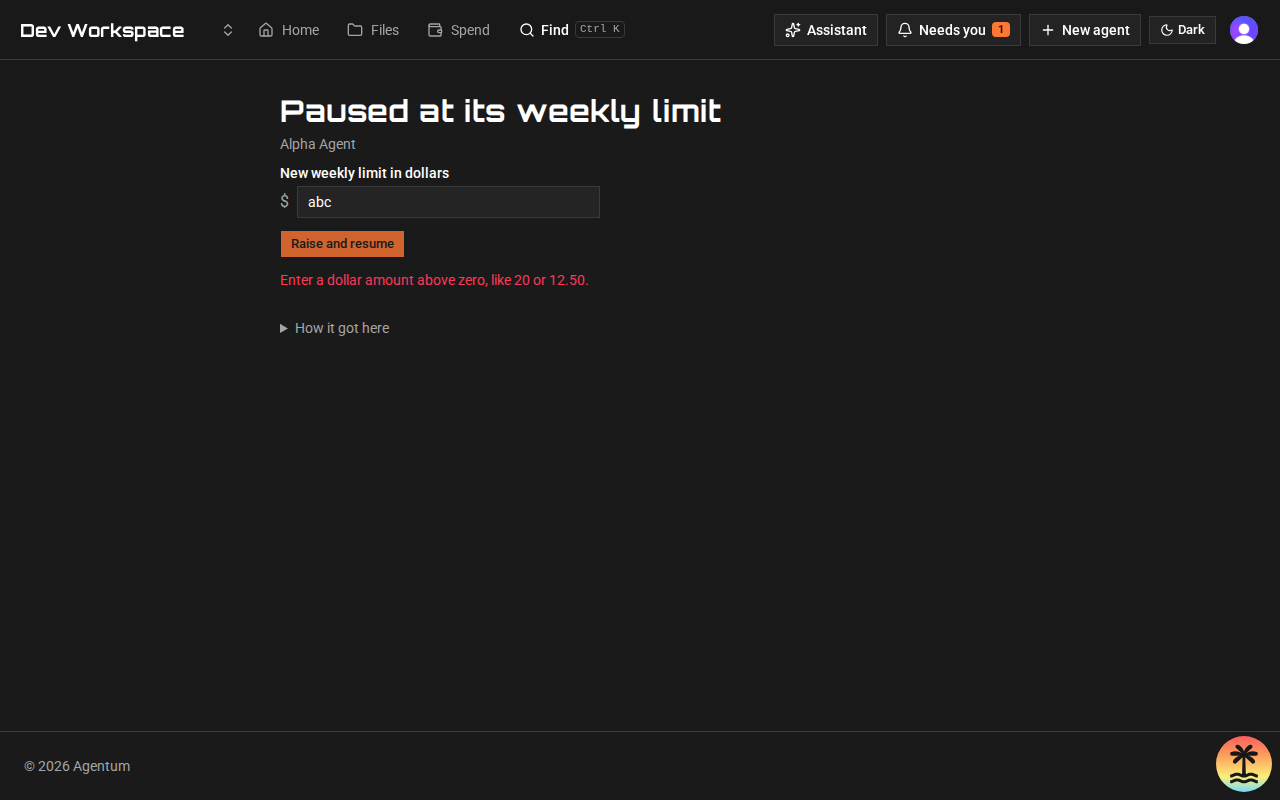 Dev Workspace
Home
Files
Spend
Find
Ctrl K
Assistant
Needs you
1
New agent
Dark
Paused at its weekly limit
Alpha Agent
New weekly limit in dollars
$
abc
Raise and resume
Enter a dollar amount above zero, like 20 or 12.50.
How it got here
© 2026 Agentum